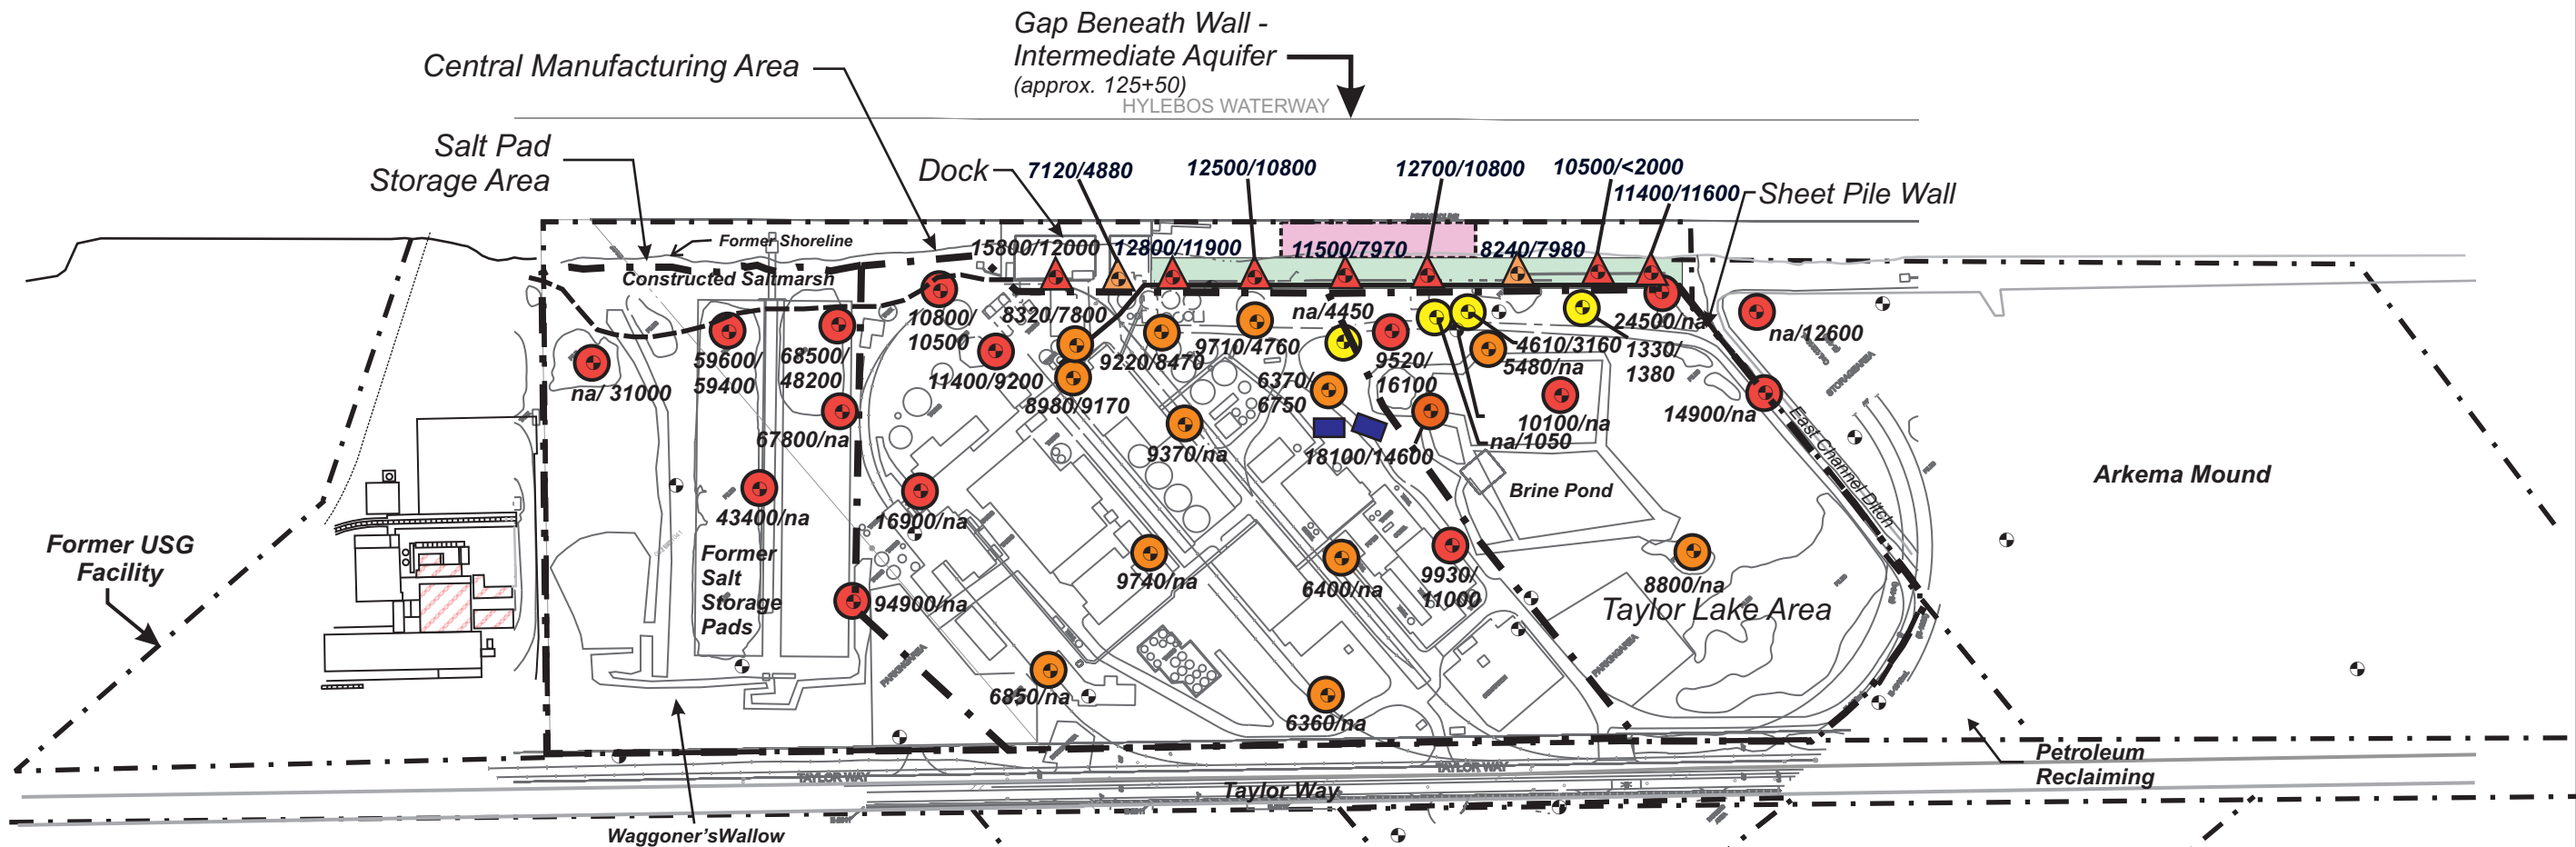 Gap Beneath Wall -
Intermediate Aquifer
(approx. 125+50)
HYLEBOS WATERWAY
Central Manufacturing Area
Salt Pad
Storage Area
Dock
7120/4880
12500/10800
12700/10800
10500/<2000
11400/11600
Sheet Pile Wall
Former Shoreline
15800/12000
12800/11900
11500/7970
8240/7980
Constructed Saltmarsh
10800/
10500
8320/7800
na/4450
24500/na
na/12600
59600/
59400
68500/
48200
11400/9200
9220/8470
9710/4760
9520/
16100
4610/3160
5480/na
1330/
1380
na/ 31000
8980/9170
6370/
6750
10100/na
14900/na
67800/na
9370/na
18100/14600
na/1050
STORAGE AREA
East Channel Ditch
Brine Pond
Arkema Mound
43400/na
16900/na
Former USG
Facility
Former
Salt
Storage
Pads
94900/na
9740/na
6400/na
9930/
11000
8800/na
Taylor Lake Area
PARKING AREA
PARKING AREA
6850/na
6360/na
Petroleum
Reclaiming
TAYLOR WAY
TAYLOR WAY
Taylor Way
Waggoner'sWallow